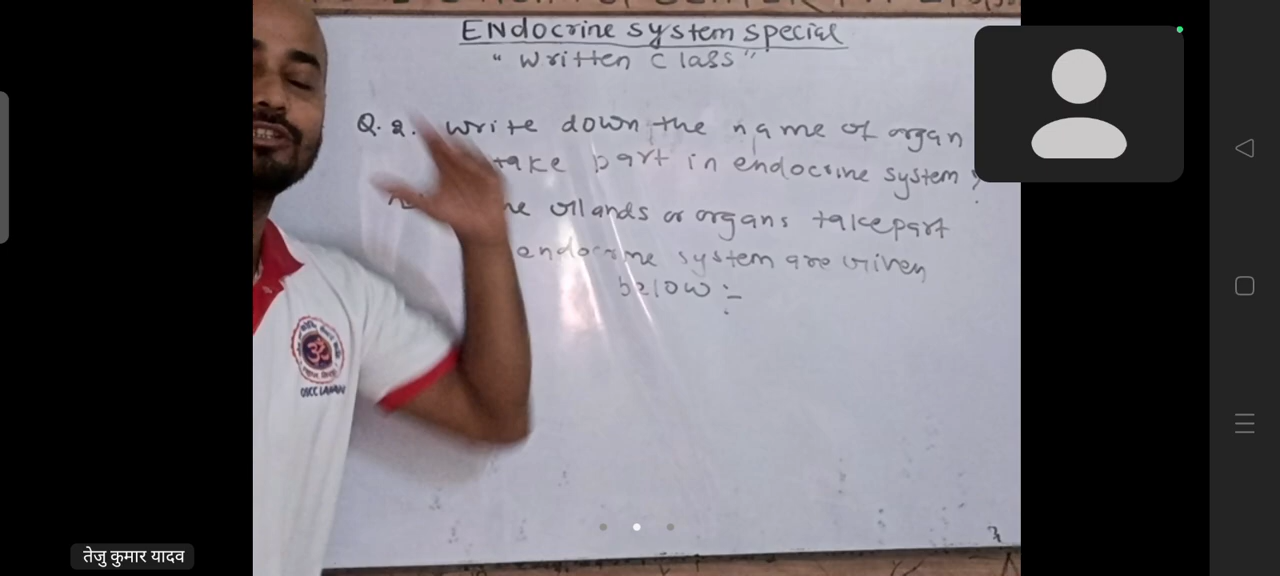 Endocrine system special
"Written Class"
Q. 2. Write down the name of organ
take part in endocrine system?
Glands or organs take part
endocrine system are Given
below :-
ॐ
तेजु कुमार यादव